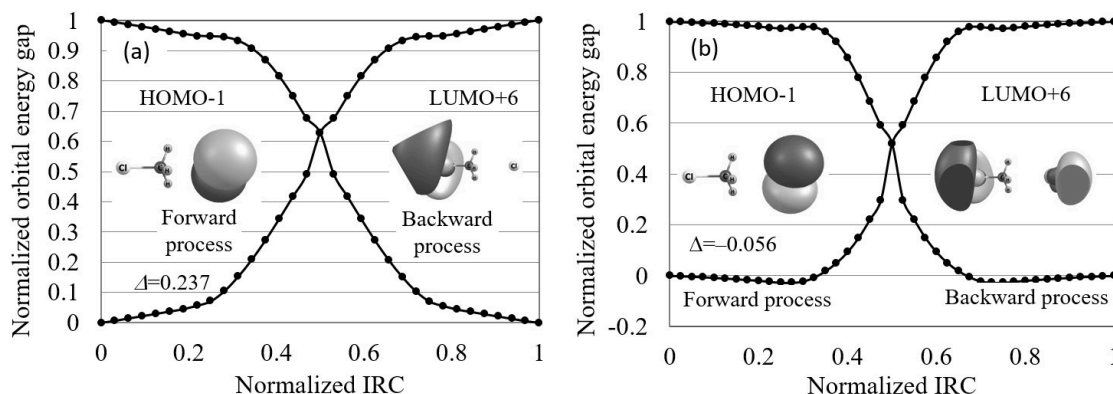 (a)
Normalized orbital energy gap
1
0.9
0.8
0.7
0.6
0.5
0.4
0.3
0.2
0.1
0
HOMO-1
LUMO+6
Cl
C
H
H
H
C
H
H
Cl
Forward
process
Backward
process
Δ=0.237
0
0.2
0.4
0.6
0.8
1
Normalized IRC
(b)
Normalized orbital energy gap
1
0.8
0.6
0.4
0.2
0
-0.2
HOMO-1
LUMO+6
Cl
C
H
H
H
C
H
H
Δ=–0.056
Forward process
Backward process
0
0.2
0.4
0.6
0.8
1
Normalized IRC